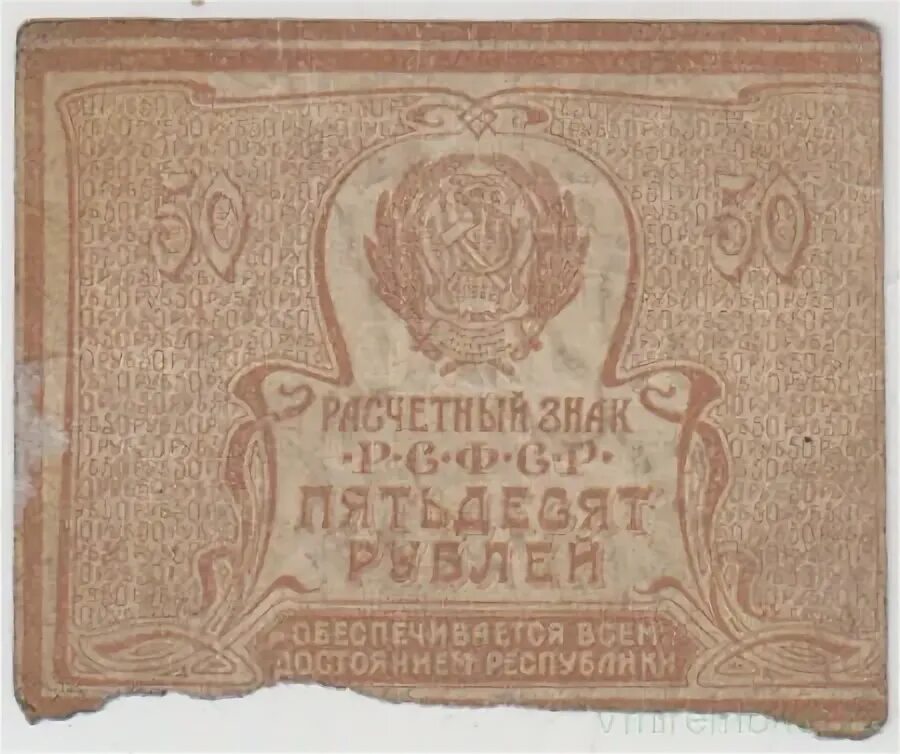 50 50
РАСЧЕТНЫЙ ЗНАК
·Р·С·Ф·С·Р·
ПЯТЬДЕСЯТ
РУБЛЕЙ
ОБЕСПЕЧИВАЕТСЯ ВСЕМ
ДОСТОЯНИЕМ РЕСПУБЛИКИ